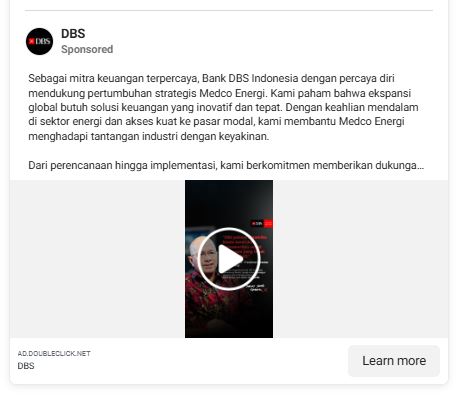 DBS
DBS
Sponsored
Sebagai mitra keuangan terpercaya, Bank DBS Indonesia dengan percaya diri
mendukung pertumbuhan strategis Medco Energi. Kami paham bahwa ekspansi
global butuh solusi keuangan yang inovatif dan tepat. Dengan keahlian mendalam
di sektor energi dan akses kuat ke pasar modal, kami membantu Medco Energi
menghadapi tantangan industri dengan keyakinan.
Dari perencanaan hingga implementasi, kami berkomitmen memberikan dukunga...
DBS
AD.DOUBLECLICK.NET
DBS
Learn more